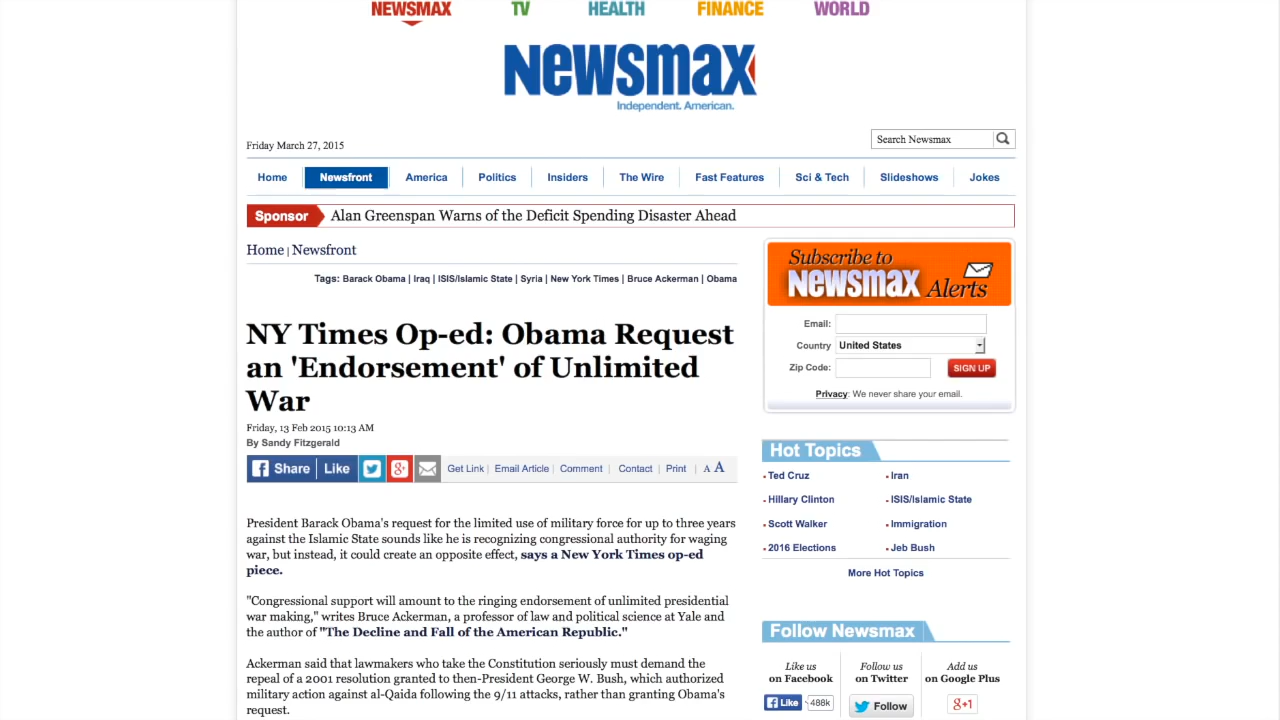 NEWSMAX TV HEALTH FINANCE WORLD
Newsmax
Independent. American.
Friday March 27, 2015
Search Newsmax
Home Newsfront America Politics Insiders The Wire Fast Features Sci & Tech Slideshows Jokes
Sponsor Alan Greenspan Warns of the Deficit Spending Disaster Ahead
Home | Newsfront
Tags: Barack Obama | Iraq | ISIS/Islamic State | Syria | New York Times | Bruce Ackerman | Obama
NY Times Op-ed: Obama Request
an 'Endorsement' of Unlimited
War
Friday, 13 Feb 2015 10:13 AM
By Sandy Fitzgerald
Share Like Get Link | Email Article | Comment | Contact | Print | A A
President Barack Obama's request for the limited use of military force for up to three years
against the Islamic State sounds like he is recognizing congressional authority for waging
war, but instead, it could create an opposite effect, says a New York Times op-ed
piece.
"Congressional support will amount to the ringing endorsement of unlimited presidential
war making," writes Bruce Ackerman, a professor of law and political science at Yale and
the author of "The Decline and Fall of the American Republic."
Ackerman said that lawmakers who take the Constitution seriously must demand the
repeal of a 2001 resolution granted to then-President George W. Bush, which authorized
military action against al-Qaida following the 9/11 attacks, rather than granting Obama's
request.
Subscribe to
Newsmax Alerts
Email:
Country United States
Zip Code: SIGN UP
Privacy: We never share your email.
Hot Topics
Ted Cruz Iran
Hillary Clinton ISIS/Islamic State
Scott Walker Immigration
2016 Elections Jeb Bush
More Hot Topics
Follow Newsmax
Like us Follow us Add us
on Facebook on Twitter on Google Plus
Like 488k Follow g+1